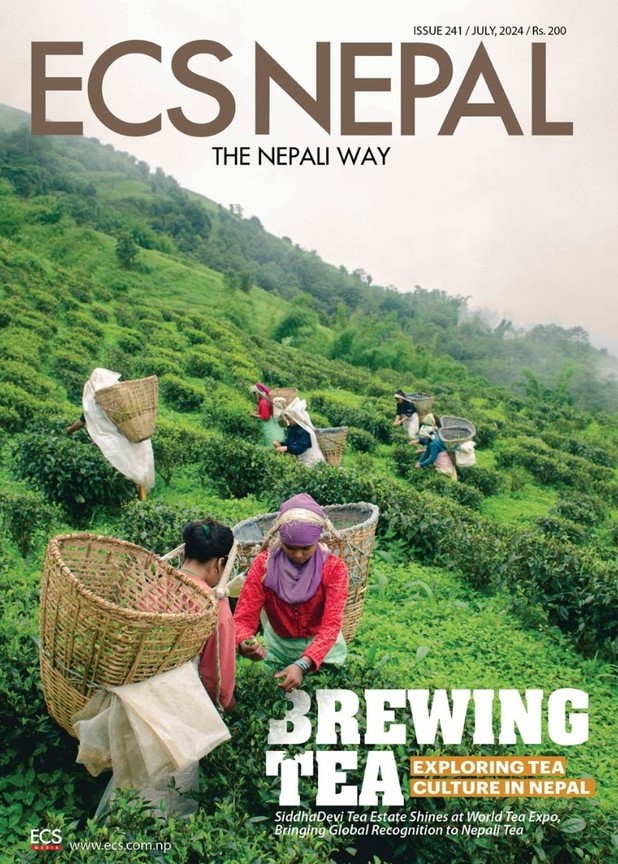 ISSUE 241 / JULY, 2024 / Rs. 200
ECS NEPAL
THE NEPALI WAY
BREWING
TEA
EXPLORING TEA
CULTURE IN NEPAL
SiddhaDevi Tea Estate Shines at World Tea Expo,
Bringing Global Recognition to Nepali Tea
ECS
MEDIA
www.ecs.com.np